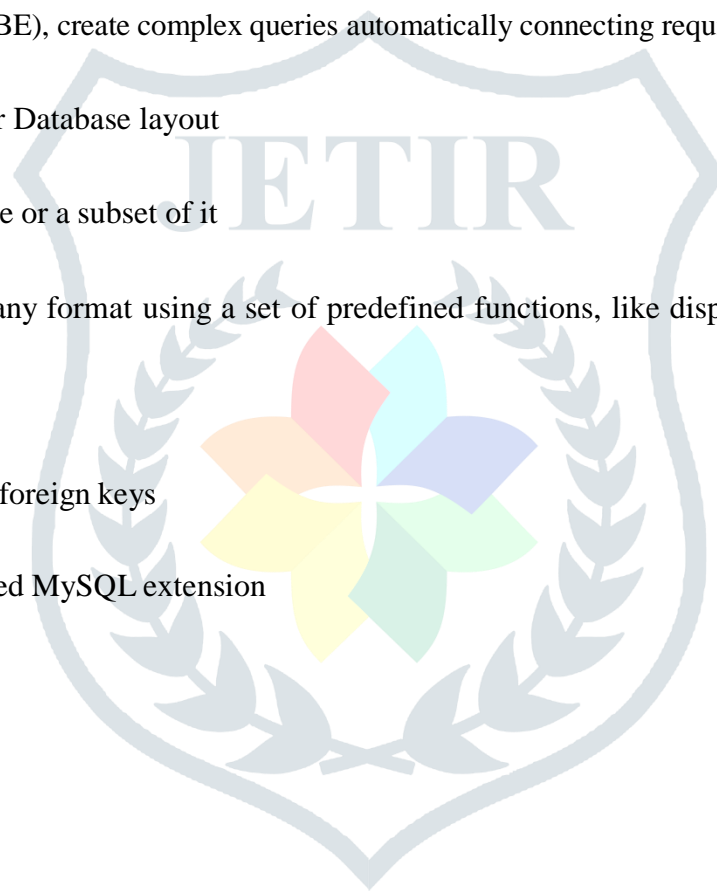 BE), create complex queries automatically connecting requ
r Database layout
JETIR
e or a subset of it
any format using a set of predefined functions, like disp
foreign keys
ed MySQL extension